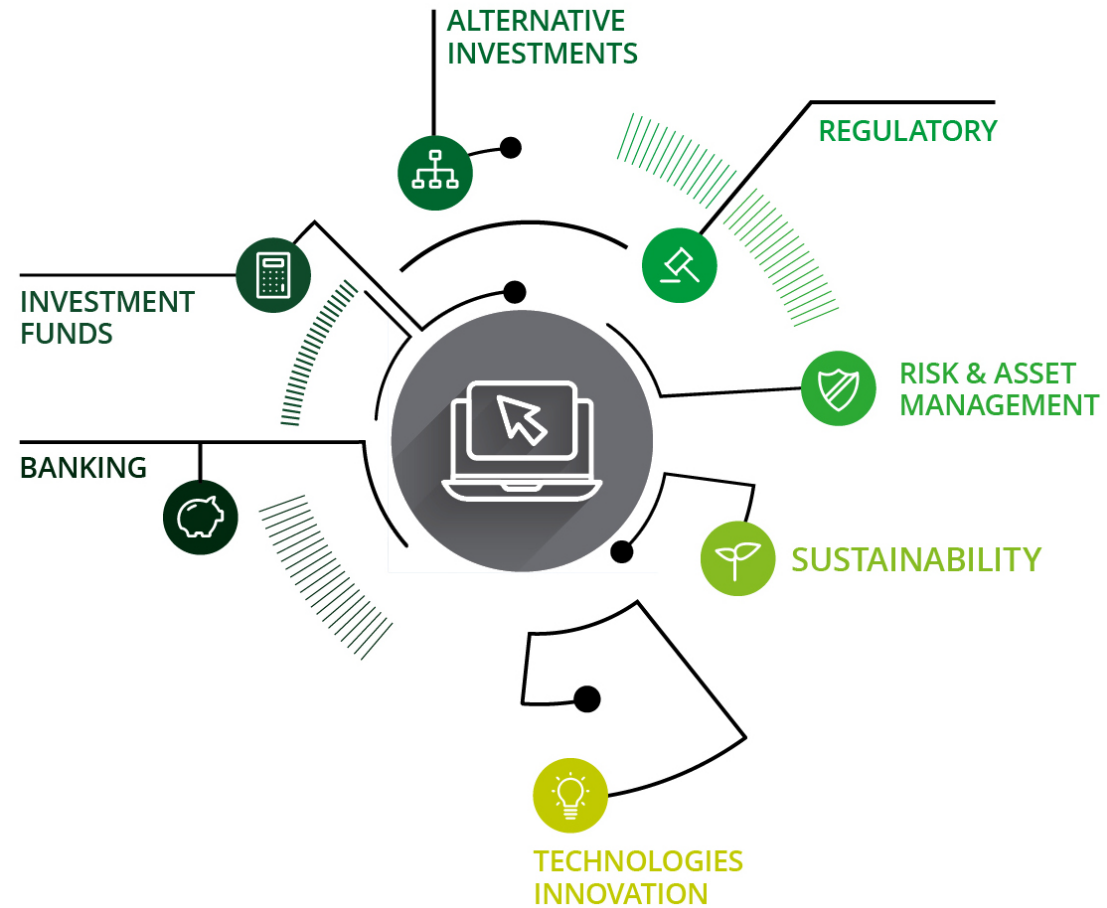 ALTERNATIVE
INVESTMENTS
REGULATORY
INVESTMENT
FUNDS
RISK & ASSET
MANAGEMENT
BANKING
SUSTAINABILITY
TECHNOLOGIES
INNOVATION